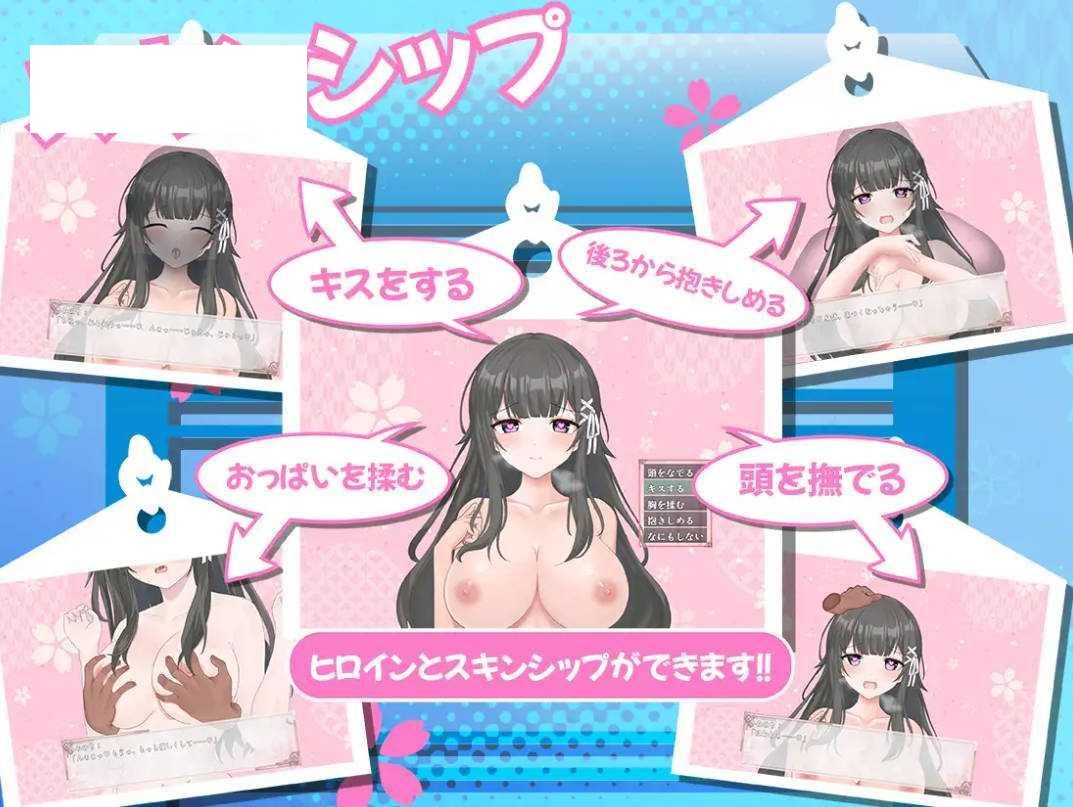 シップ
キスをする
後ろから抱きしめる
おっぱいを揉む
頭を撫でる
頭をなでる
キスする
胸を揉む
抱きしめる
なにもしない
ヒロインとスキンシップができます!!